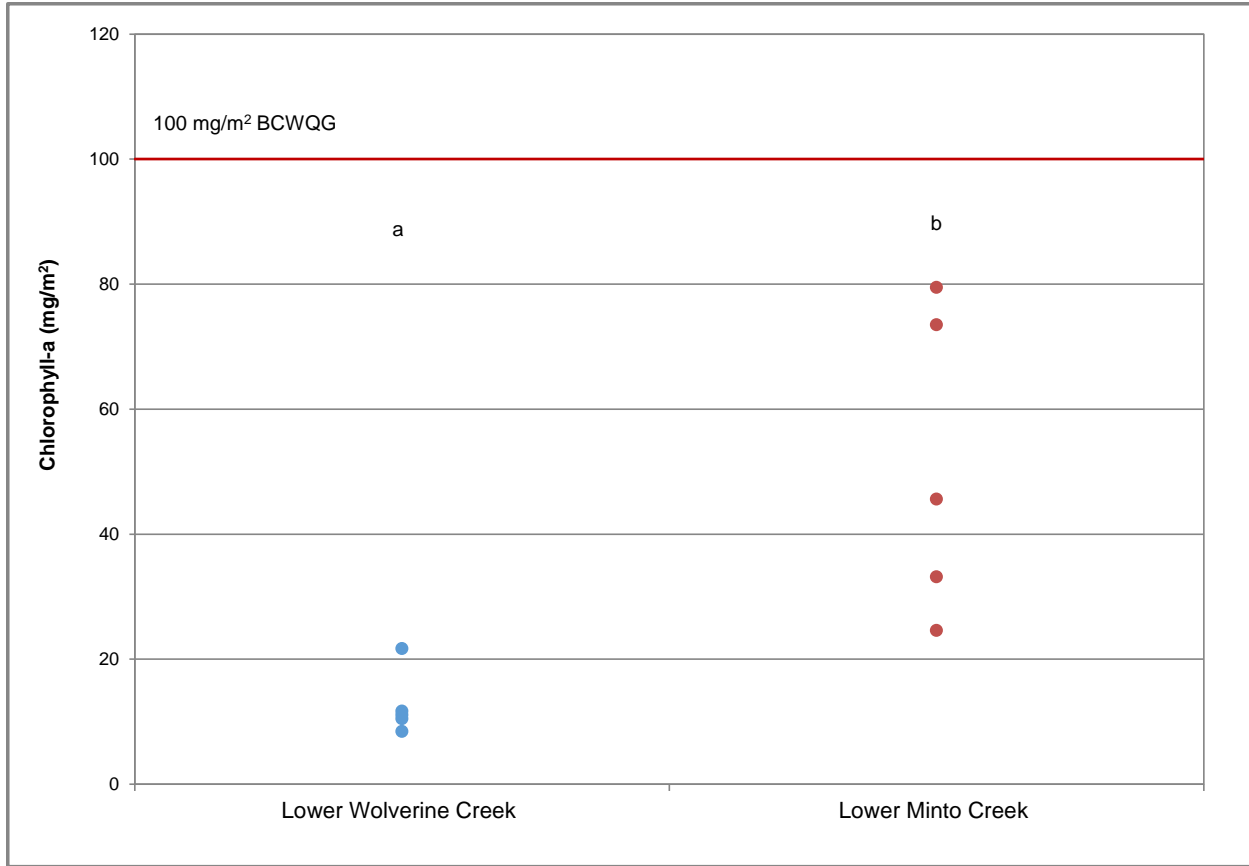 120
100 mg/m² BCWQG
100
a
b
80
Chlorophyll-a (mg/m²)
60
40
20
0
Lower Wolverine Creek
Lower Minto Creek